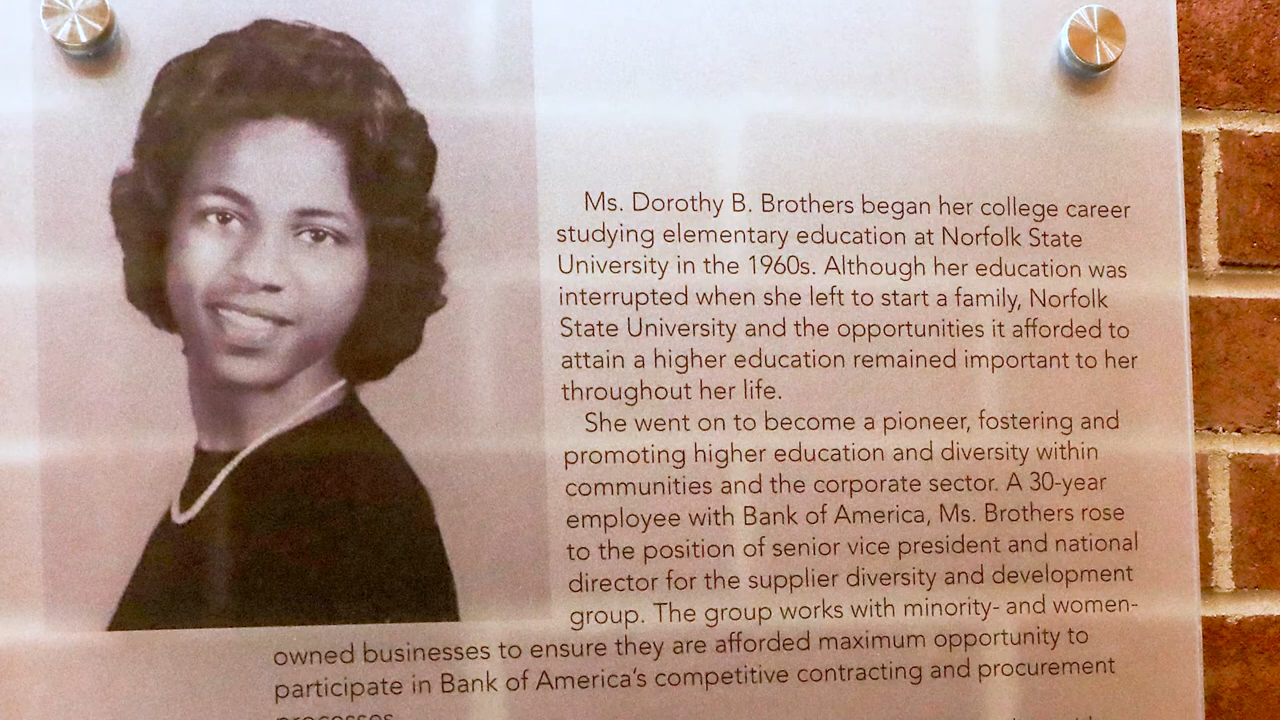 Ms. Dorothy B. Brothers began her college career
studying elementary education at Norfolk State
University in the 1960s. Although her education was
interrupted when she left to start a family, Norfolk
State University and the opportunities it afforded to
attain a higher education remained important to her
throughout her life.
She went on to become a pioneer, fostering and
promoting higher education and diversity within
communities and the corporate sector. A 30-year
employee with Bank of America, Ms. Brothers rose
to the position of senior vice president and national
director for the supplier diversity and development
group. The group works with minority- and women-
owned businesses to ensure they are afforded maximum opportunity to
participate in Bank of America's competitive contracting and procurement
processes.